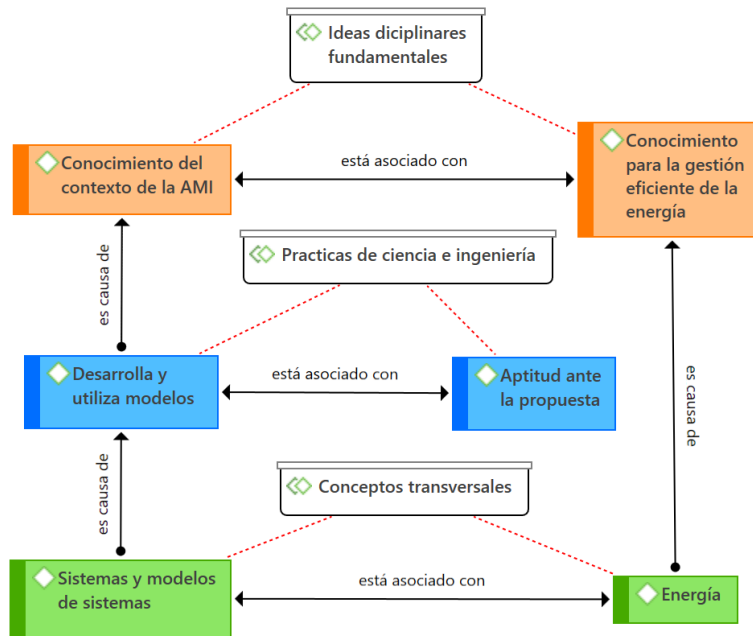 Ideas diciplinares
fundamentales
Conocimiento del
contexto de la AMI
está asociado con
Conocimiento
para la gestión
eficiente de la
energía
es causa de
Practicas de ciencia e ingeniería
Desarrolla y
utiliza modelos
está asociado con
Aptitud ante
la propuesta
es causa de
es causa de
Conceptos transversales
Sistemas y modelos
de sistemas
está asociado con
Energía